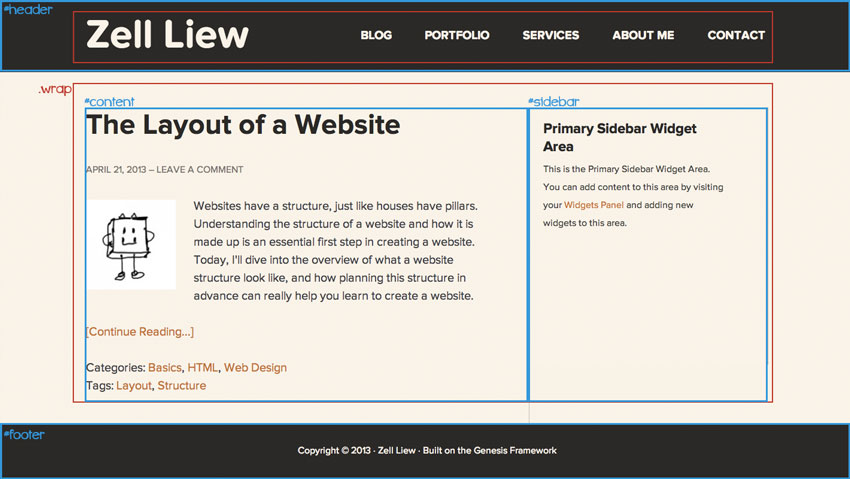 #header
Zell Liew
BLOG PORTFOLIO SERVICES ABOUT ME CONTACT
.wrap
#content
The Layout of a Website
APRIL 21, 2013 – LEAVE A COMMENT
Websites have a structure, just like houses have pillars.
Understanding the structure of a website and how it is
made up is an essential first step in creating a website.
Today, I'll dive into the overview of what a website
structure look like, and how planning this structure in
advance can really help you learn to create a website.
[Continue Reading...]
Categories: Basics, HTML, Web Design
Tags: Layout, Structure
#sidebar
Primary Sidebar Widget
Area
This is the Primary Sidebar Widget Area.
You can add content to this area by visiting
your Widgets Panel and adding new
widgets to this area.
#footer
Copyright © 2013 · Zell Liew · Built on the Genesis Framework